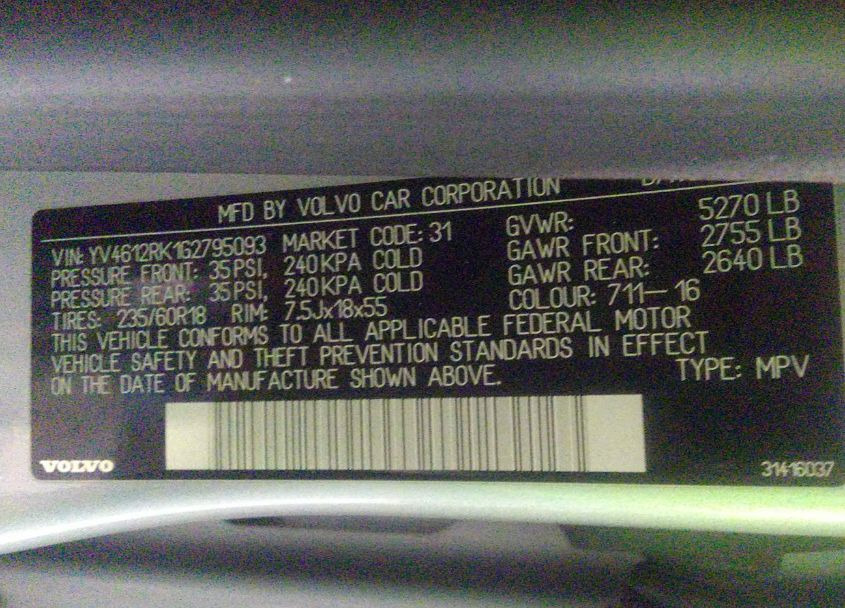 MFD BY VOLVO CAR CORPORATION
VIN: YV4612RK1G2795093 MARKET CODE: 31 GVWR: 5270 LB
PRESSURE FRONT: 35 PSI, 240 KPA COLD GAWR FRONT: 2755 LB
PRESSURE REAR: 35 PSI, 240 KPA COLD GAWR REAR: 2640 LB
TIRES: 235/60R18 RIM: 7.5Jx18x55 COLOUR: 711-16
THIS VEHICLE CONFORMS TO ALL APPLICABLE FEDERAL MOTOR
VEHICLE SAFETY AND THEFT PREVENTION STANDARDS IN EFFECT
ON THE DATE OF MANUFACTURE SHOWN ABOVE. TYPE: MPV
VOLVO 31416037